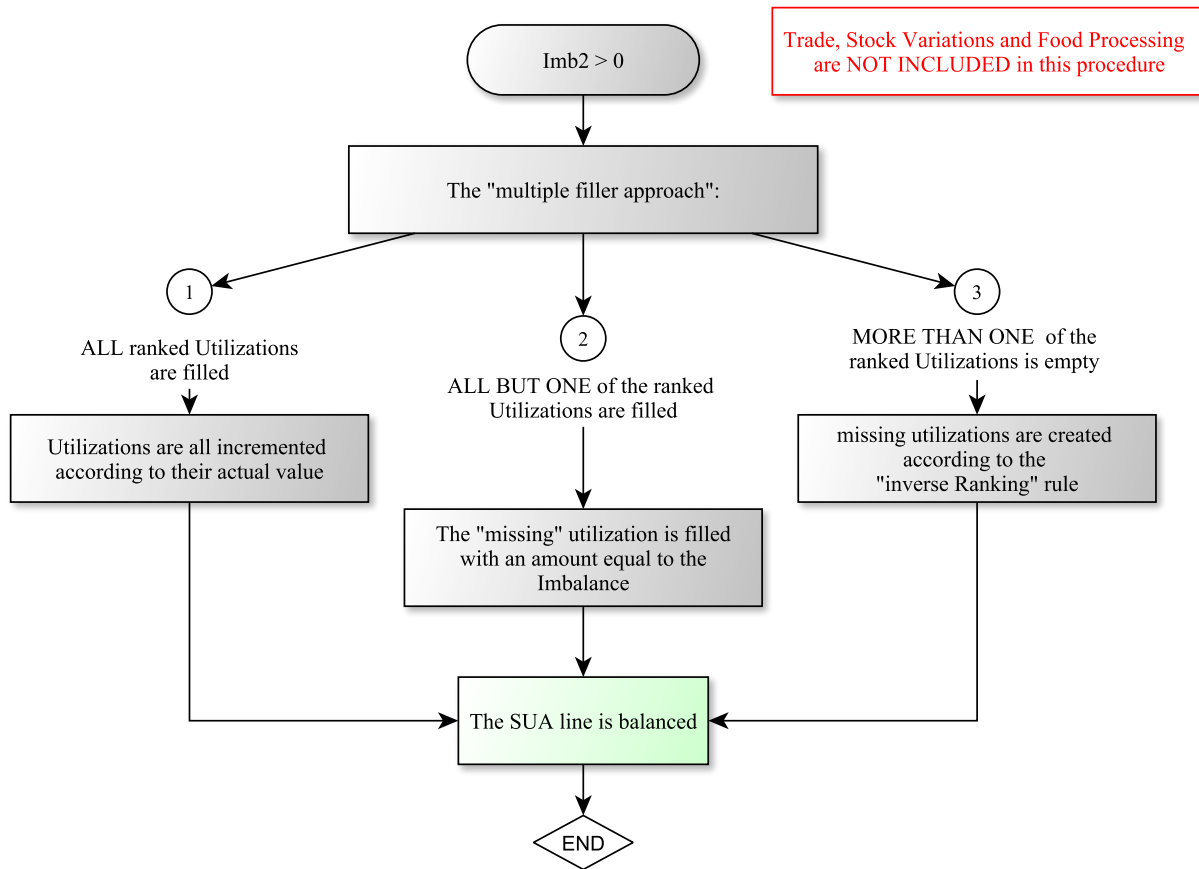 Imb2 > 0
Trade, Stock Variations and Food Processing
are NOT INCLUDED in this procedure
The "multiple filler approach":
1
2
3
ALL ranked Utilizations
are filled
ALL BUT ONE of the ranked
Utilizations are filled
MORE THAN ONE  of the
ranked Utilizations is empty
Utilizations are all incremented
according to their actual value
The "missing" utilization is filled
with an amount equal to the
Imbalance
missing utilizations are created
according to the
"inverse Ranking" rule
The SUA line is balanced
END